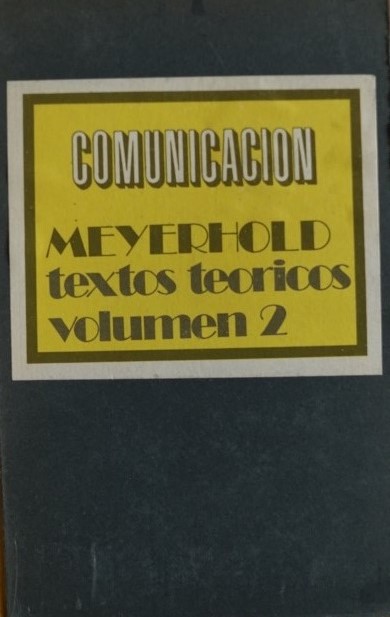 COMUNICACION
MEYERHOLD
textos teoricos
volumen 2